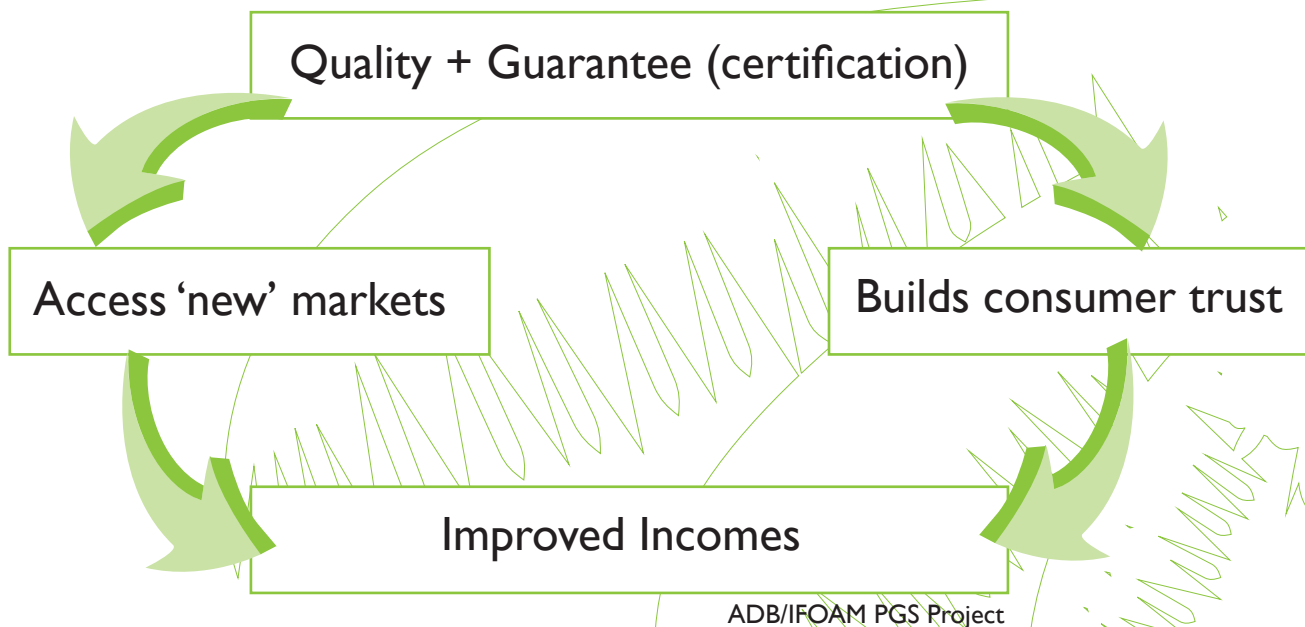 Quality + Guarantee (certification)
Access ‘new’ markets
Builds consumer trust
Improved Incomes
ADB/IFOAM PGS Project